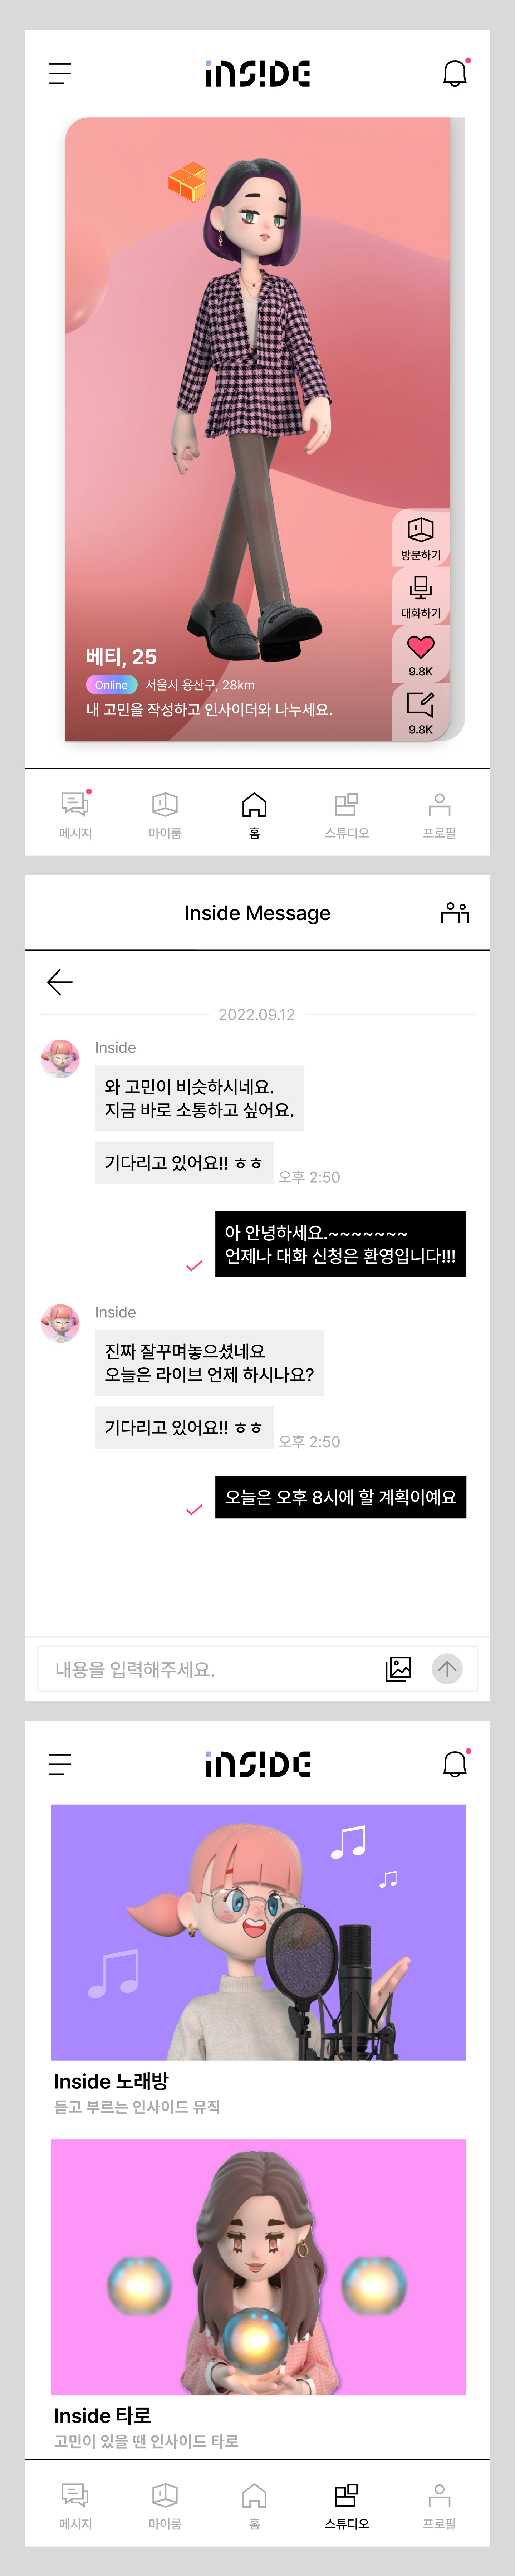 inSIDE
방문하기
대화하기
9.8K
9.8K
베티, 25
Online 서울시 용산구, 28km
내 고민을 작성하고 인사이더와 나누세요.
메시지 마이룸 홈 스튜디오 프로필
Inside Message
2022.09.12
Inside
와 고민이 비슷하시네요.
지금 바로 소통하고 싶어요.
기다리고 있어요!! ㅎㅎ 오후 2:50
아 안녕하세요.~~~~~~~
언제나 대화 신청은 환영입니다!!!
Inside
진짜 잘꾸며놓으셨네요
오늘은 라이브 언제 하시나요?
기다리고 있어요!! ㅎㅎ 오후 2:50
오늘은 오후 8시에 할 계획이예요
내용을 입력해주세요.
inSIDE
Inside 노래방
듣고 부르는 인사이드 뮤직
Inside 타로
고민이 있을 땐 인사이드 타로
메시지 마이룸 홈 스튜디오 프로필